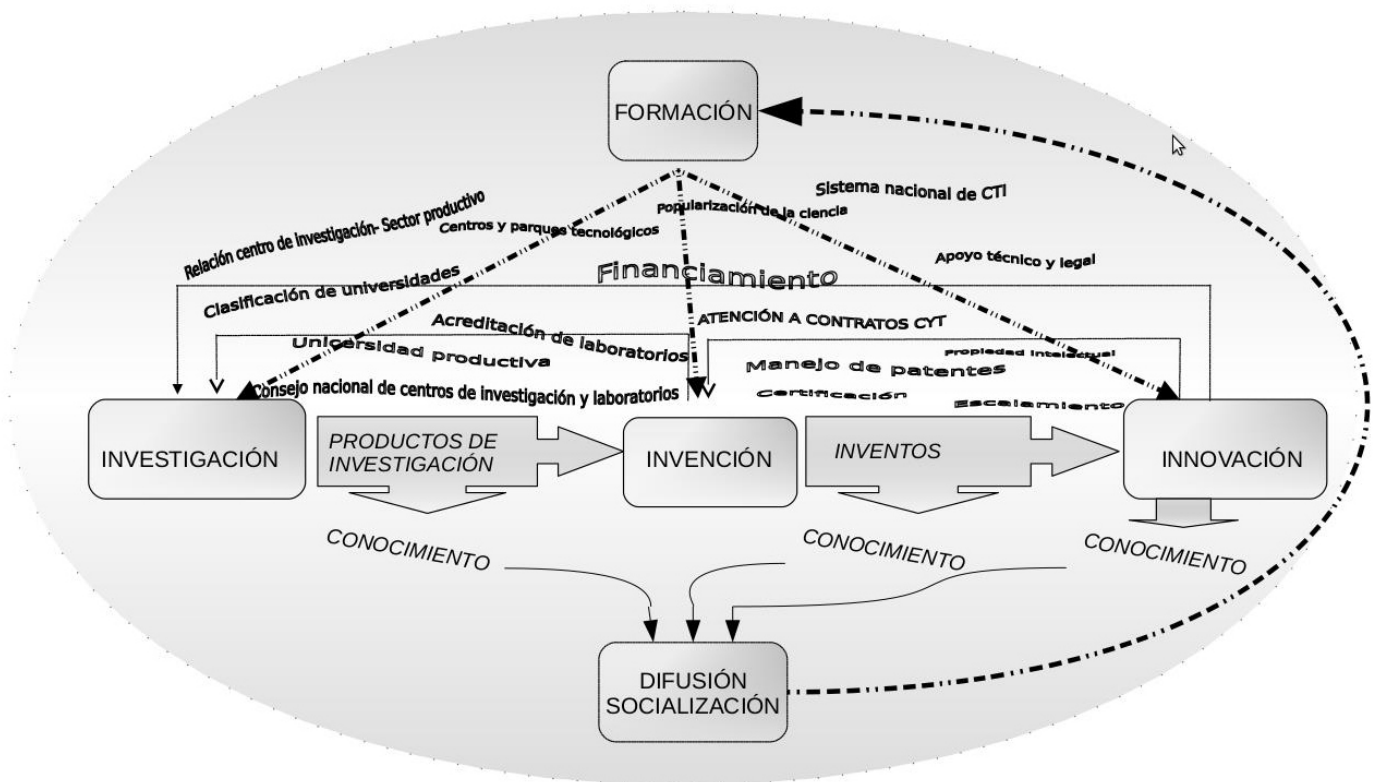 FORMACIÓN
Sistema nacional de CTI
Relación centro de investigación- Sector productivo
Popularización de la ciencia
Centros y parques tecnológicos
Apoyo técnico y legal
Financiamiento
Clasificación de universidades
ATENCIÓN A CONTRATOS CYT
Acreditación de laboratorios
Universidad productiva
Propiedad intelectual
Manejo de patentes
Consejo nacional de centros de investigación y laboratorios
Certificación
Escalamiento
INVESTIGACIÓN
PRODUCTOS DE
INVESTIGACIÓN
INVENCIÓN
INVENTOS
INNOVACIÓN
CONOCIMIENTO
CONOCIMIENTO
CONOCIMIENTO
DIFUSIÓN
SOCIALIZACIÓN